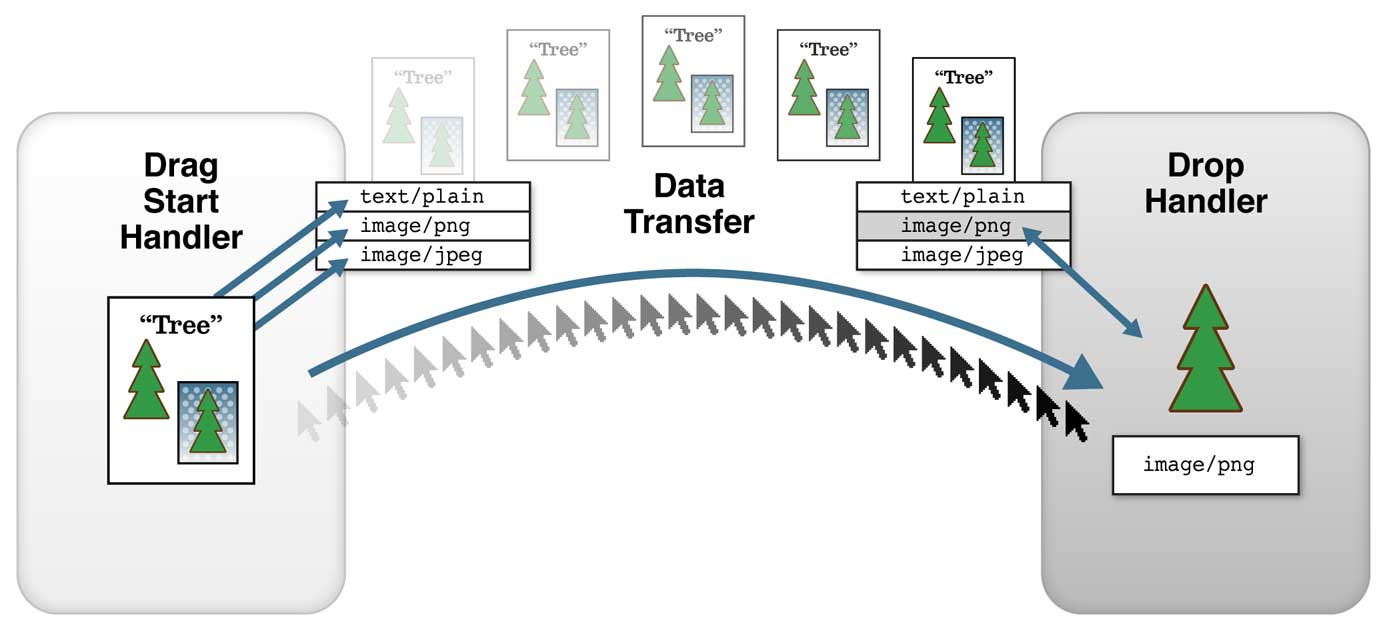 “Tree”
“Tree”
“Tree”
“Tree”
“Tree”
Drag
Start
Handler
text/plain
image/png
image/jpeg
“Tree”
Data
Transfer
text/plain
image/png
image/jpeg
Drop
Handler
image/png